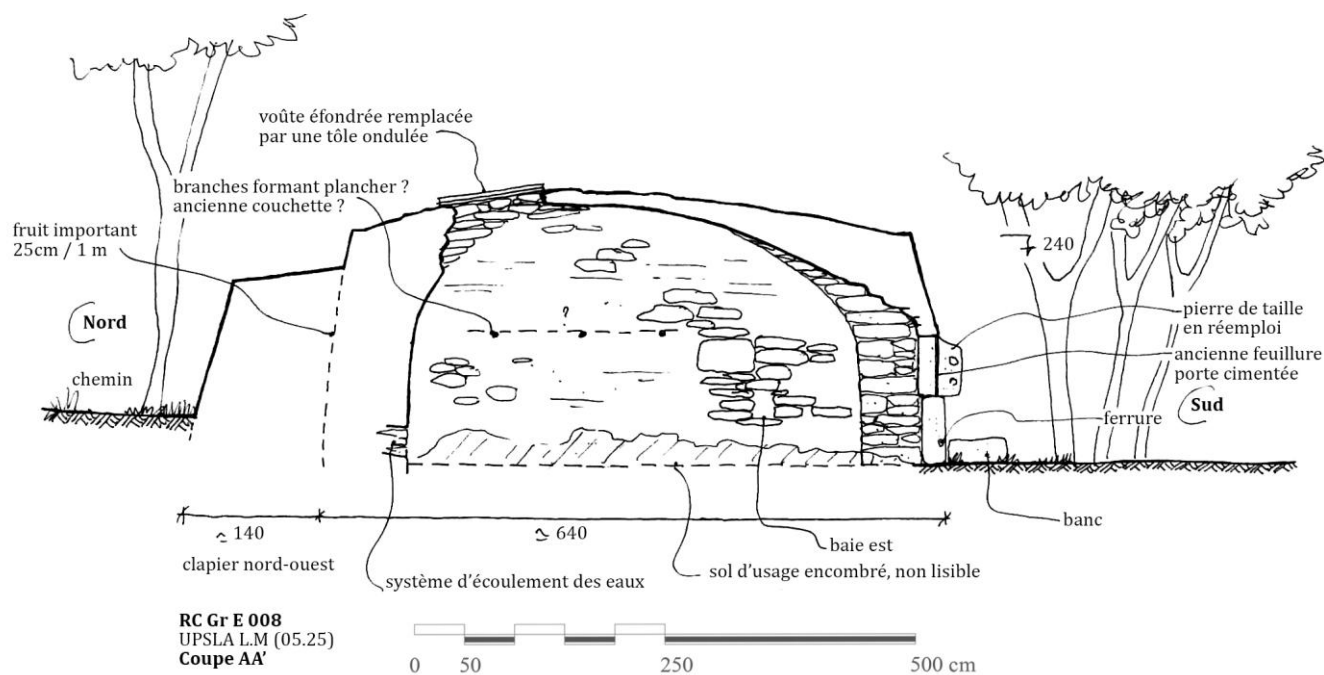 voûte éfondrée remplacée
par une tôle ondulée
branches formant plancher ?
ancienne couchette ?
fruit important
25cm / 1 m
240
Nord
pierre de taille
en réemploi
ancienne feuillure
porte cimentée
chemin
?
Sud
ferrure
banc
≃ 140
≃ 640
clapier nord-ouest
baie est
système d'écoulement des eaux
sol d'usage encombré, non lisible
RC Gr E 008
UPSLA L.M (05.25)
Coupe AA'
0 50 250 500 cm